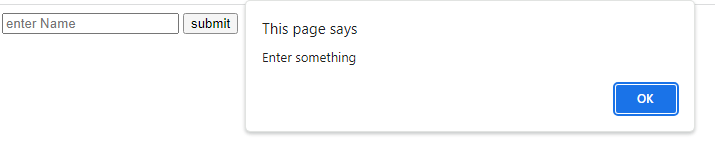 enter Name submit
This page says
Enter something
OK